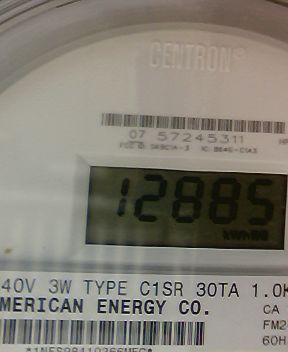 CENTRON®
07 57245311
12885
kWh
40V 3W TYPE C1SR 30TA 1.0K
MERICAN ENERGY CO.
CA
FM2
60H